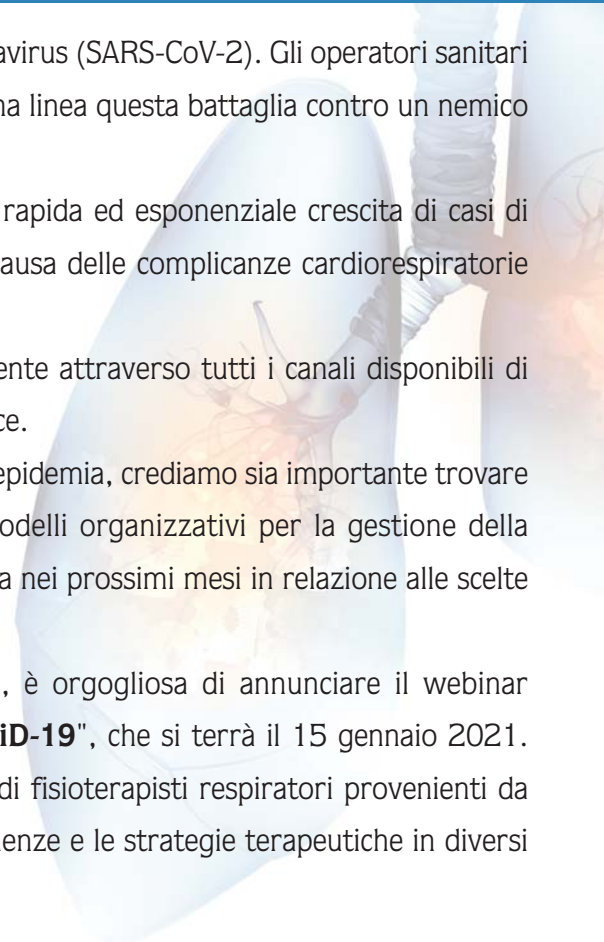 avirus (SARS-CoV-2). Gli operatori sanitari
na linea questa battaglia contro un nemico
rapida ed esponenziale crescita di casi di
ausa delle complicanze cardiorespiratorie
ente attraverso tutti i canali disponibili di
ce.
epidemia, crediamo sia importante trovare
odelli organizzativi per la gestione della
a nei prossimi mesi in relazione alle scelte
, è orgogliosa di annunciare il webinar
iD-19", che si terrà il 15 gennaio 2021.
di fisioterapisti respiratori provenienti da
enze e le strategie terapeutiche in diversi